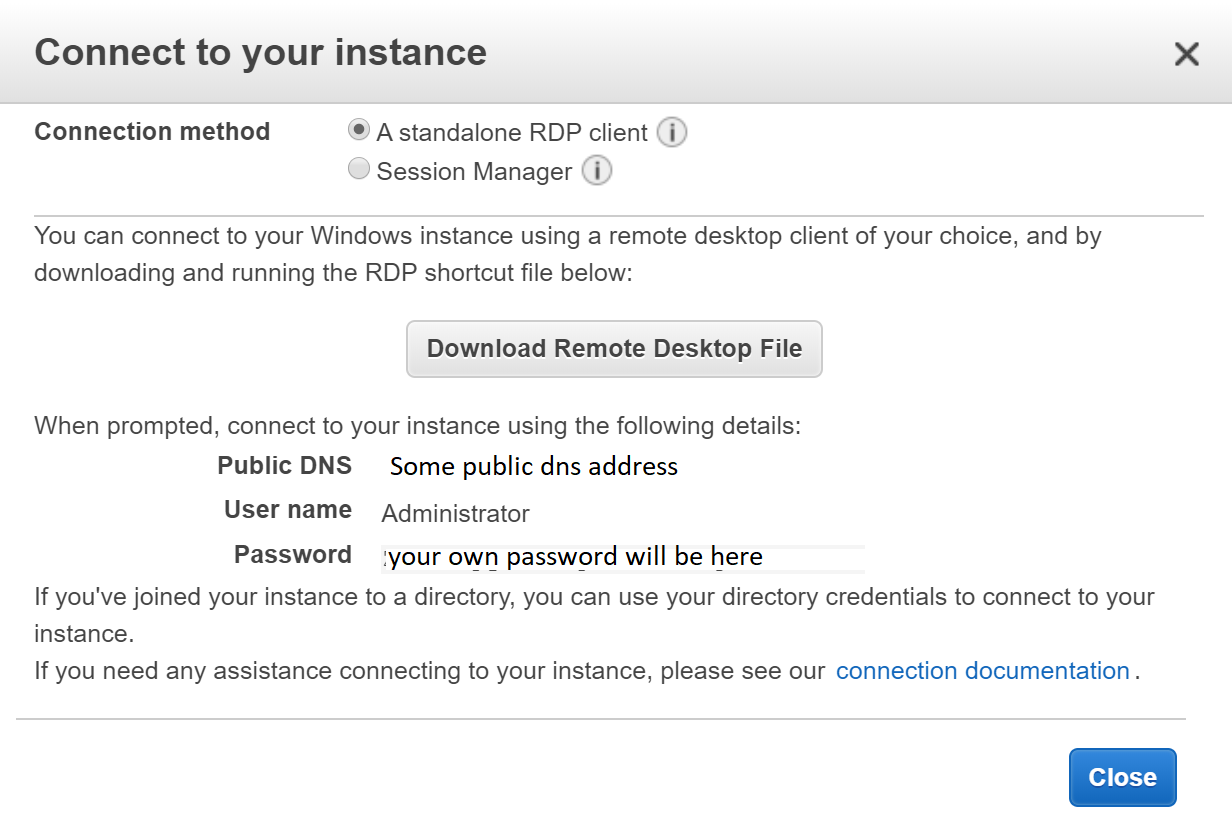 Connect to your instance
Connection method
A standalone RDP client
Session Manager
You can connect to your Windows instance using a remote desktop client of your choice, and by
downloading and running the RDP shortcut file below:
Download Remote Desktop File
When prompted, connect to your instance using the following details:
Public DNS Some public dns address
User name Administrator
Password your own password will be here
If you've joined your instance to a directory, you can use your directory credentials to connect to your
instance.
If you need any assistance connecting to your instance, please see our connection documentation.
Close